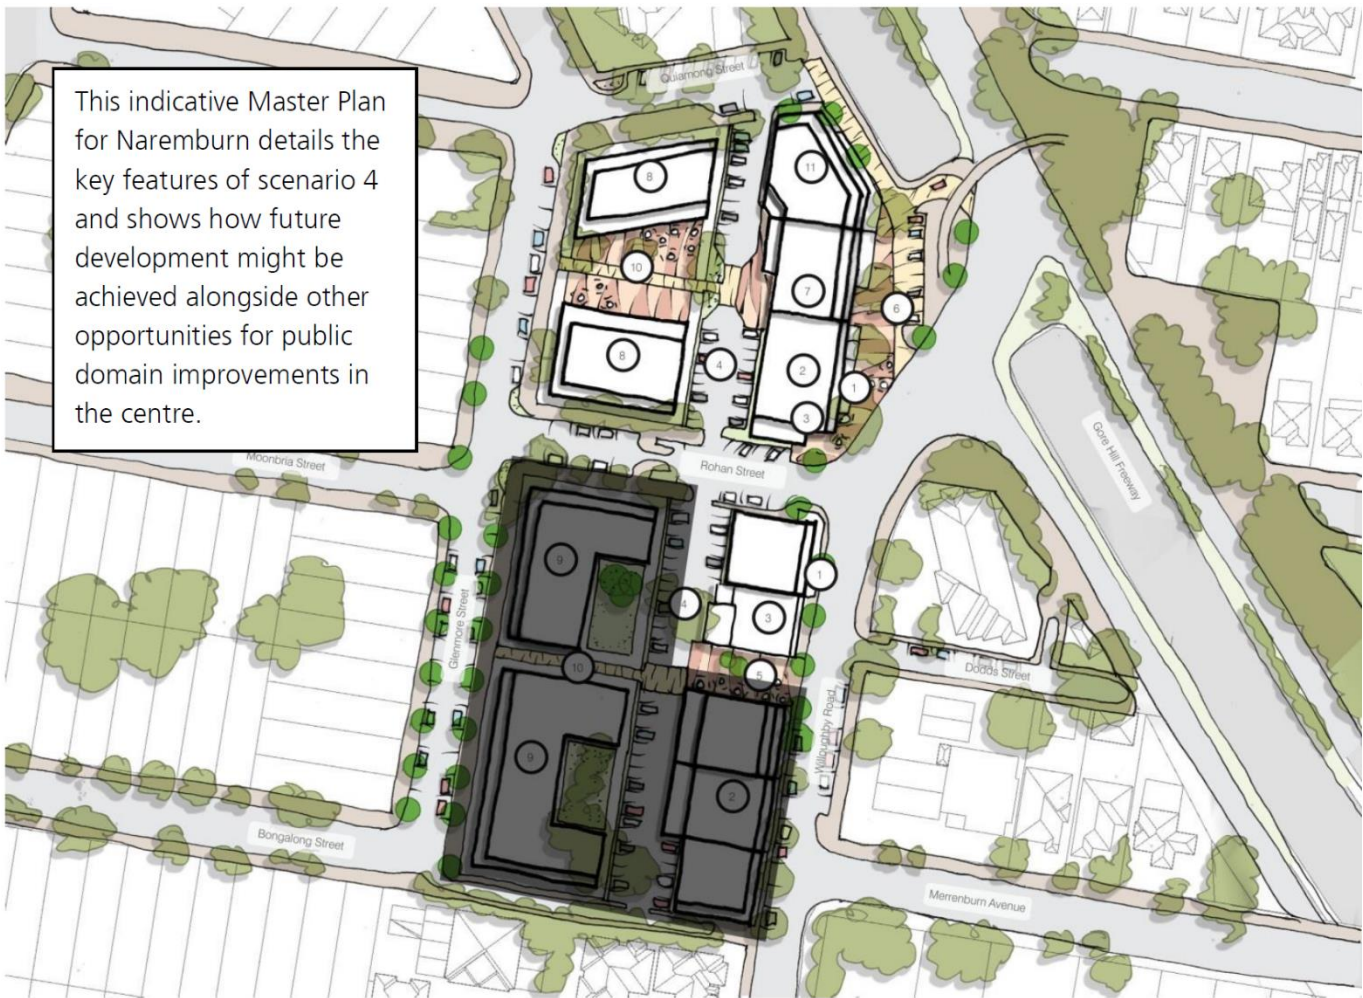 Quiamong Street
This indicative Master Plan
for Naremburn details the
key features of scenario 4
and shows how future
development might be
achieved alongside other
opportunities for public
domain improvements in
the centre.
8
11
10
7
6
8
4
2
1
3
Moonbria Street
Rohan Street
Gore Hill Freeway
9
1
4
3
Glenmore Street
10
5
Dodds Street
Willoughby Road
9
2
Bongalong Street
Merrenburn Avenue